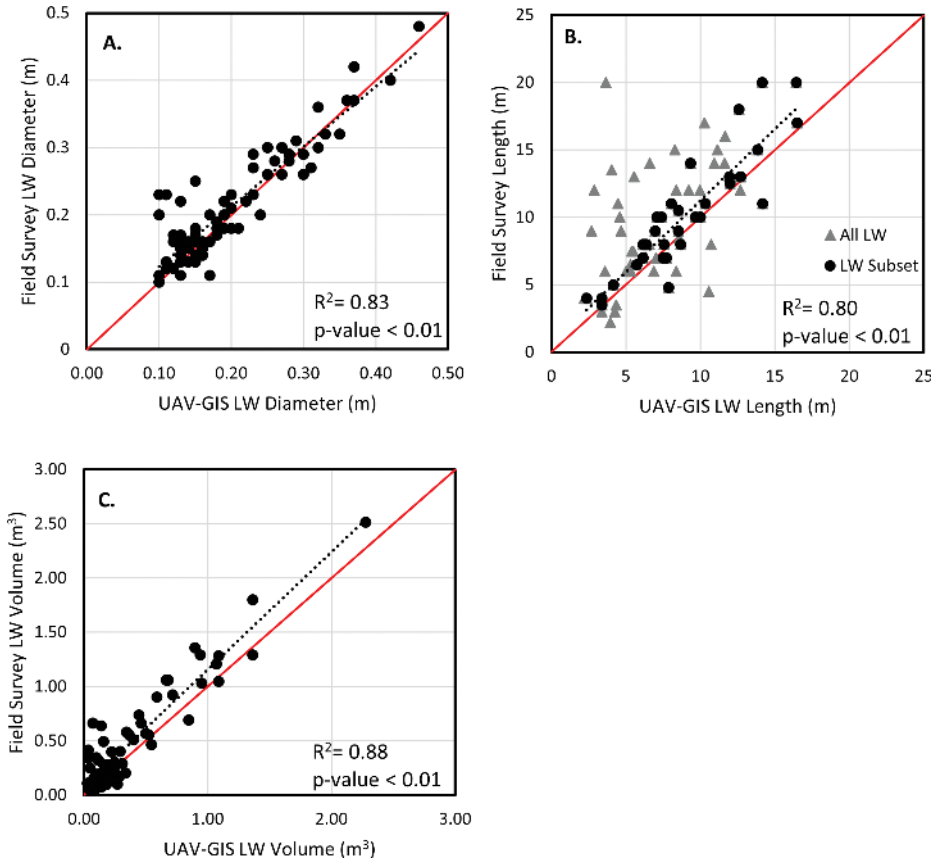 A.
Field Survey LW Diameter (m)
0.5
0.4
0.3
0.2
0.1
0
0.00 0.10 0.20 0.30 0.40 0.50
UAV-GIS LW Diameter (m)
R²= 0.83
p-value < 0.01
B.
Field Survey Length (m)
25
20
15
10
5
0
0 5 10 15 20 25
UAV-GIS LW Length (m)
All LW
LW Subset
R²= 0.80
p-value < 0.01
C.
Field Survey LW Volume (m³)
3.00
2.50
2.00
1.50
1.00
0.50
0.00
0.00 1.00 2.00 3.00
UAV-GIS LW Volume (m³)
R²= 0.88
p-value < 0.01